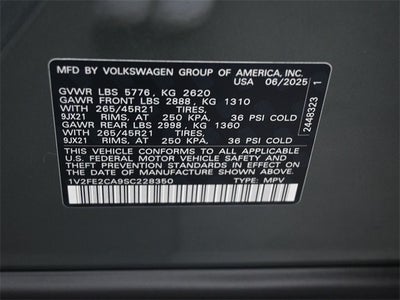 MFD BY VOLKSWAGEN GROUP OF AMERICA, INC.
USA 06/2025
GVWR LBS 5776, KG 2620
GAWR FRONT LBS 2888, KG 1310
WITH 265/45R21 TIRES,
9JX21 RIMS, AT 250 KPA, 36 PSI COLD
GAWR REAR LBS 2998, KG 1360
WITH 265/45R21 TIRES,
9JX21 RIMS, AT 250 KPA, 36 PSI COLD
THIS VEHICLE CONFORMS TO ALL APPLICABLE
U.S. FEDERAL MOTOR VEHICLE SAFETY AND
THEFT PREVENTION STANDARDS IN EFFECT ON
THE DATE OF MANUFACTURE SHOWN ABOVE.
1V2FE2CA9SC228350 TYPE: MPV
2448323 1